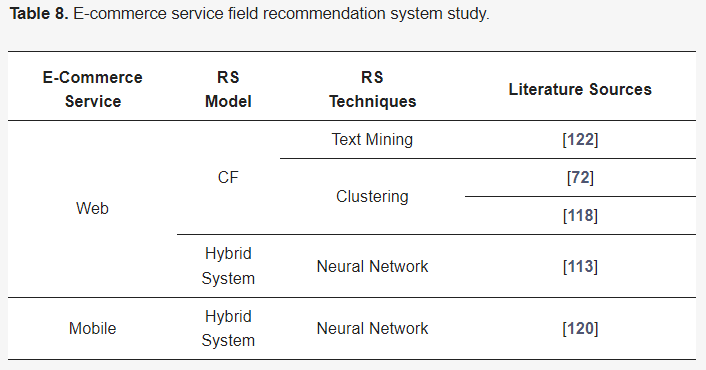 Table 8. E-commerce service field recommendation system study.
E-Commerce Service RS Model RS Techniques Literature Sources
Web CF Text Mining [122]
Clustering [72]
[118]
Hybrid System Neural Network [113]
Mobile Hybrid System Neural Network [120]